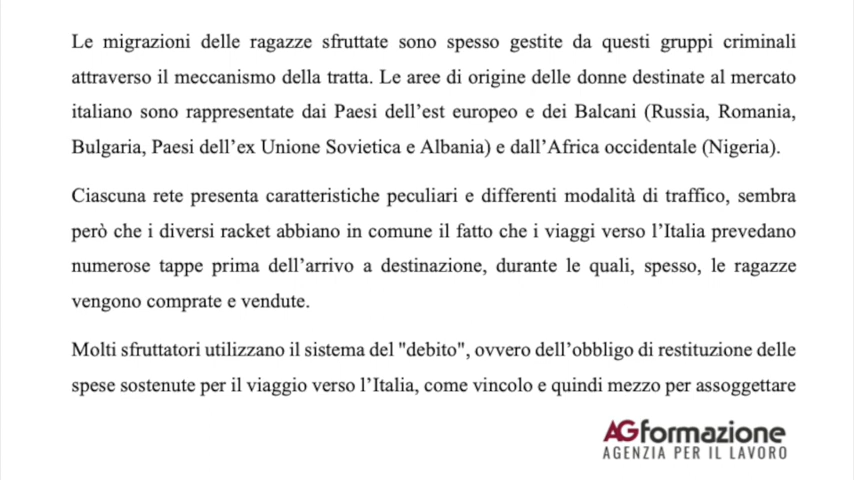 Le migrazioni delle ragazze sfruttate sono spesso gestite da questi gruppi criminali
attraverso il meccanismo della tratta. Le aree di origine delle donne destinate al mercato
italiano sono rappresentate dai Paesi dell’est europeo e dei Balcani (Russia, Romania,
Bulgaria, Paesi dell’ex Unione Sovietica e Albania) e dall’Africa occidentale (Nigeria).
Ciascuna rete presenta caratteristiche peculiari e differenti modalità di traffico, sembra
però che i diversi racket abbiano in comune il fatto che i viaggi verso l’Italia prevedano
numerose tappe prima dell’arrivo a destinazione, durante le quali, spesso, le ragazze
vengono comprate e vendute.
Molti sfruttatori utilizzano il sistema del "debito", ovvero dell’obbligo di restituzione delle
spese sostenute per il viaggio verso l’Italia, come vincolo e quindi mezzo per assoggettare
AGformazione
AGENZIA PER IL LAVORO